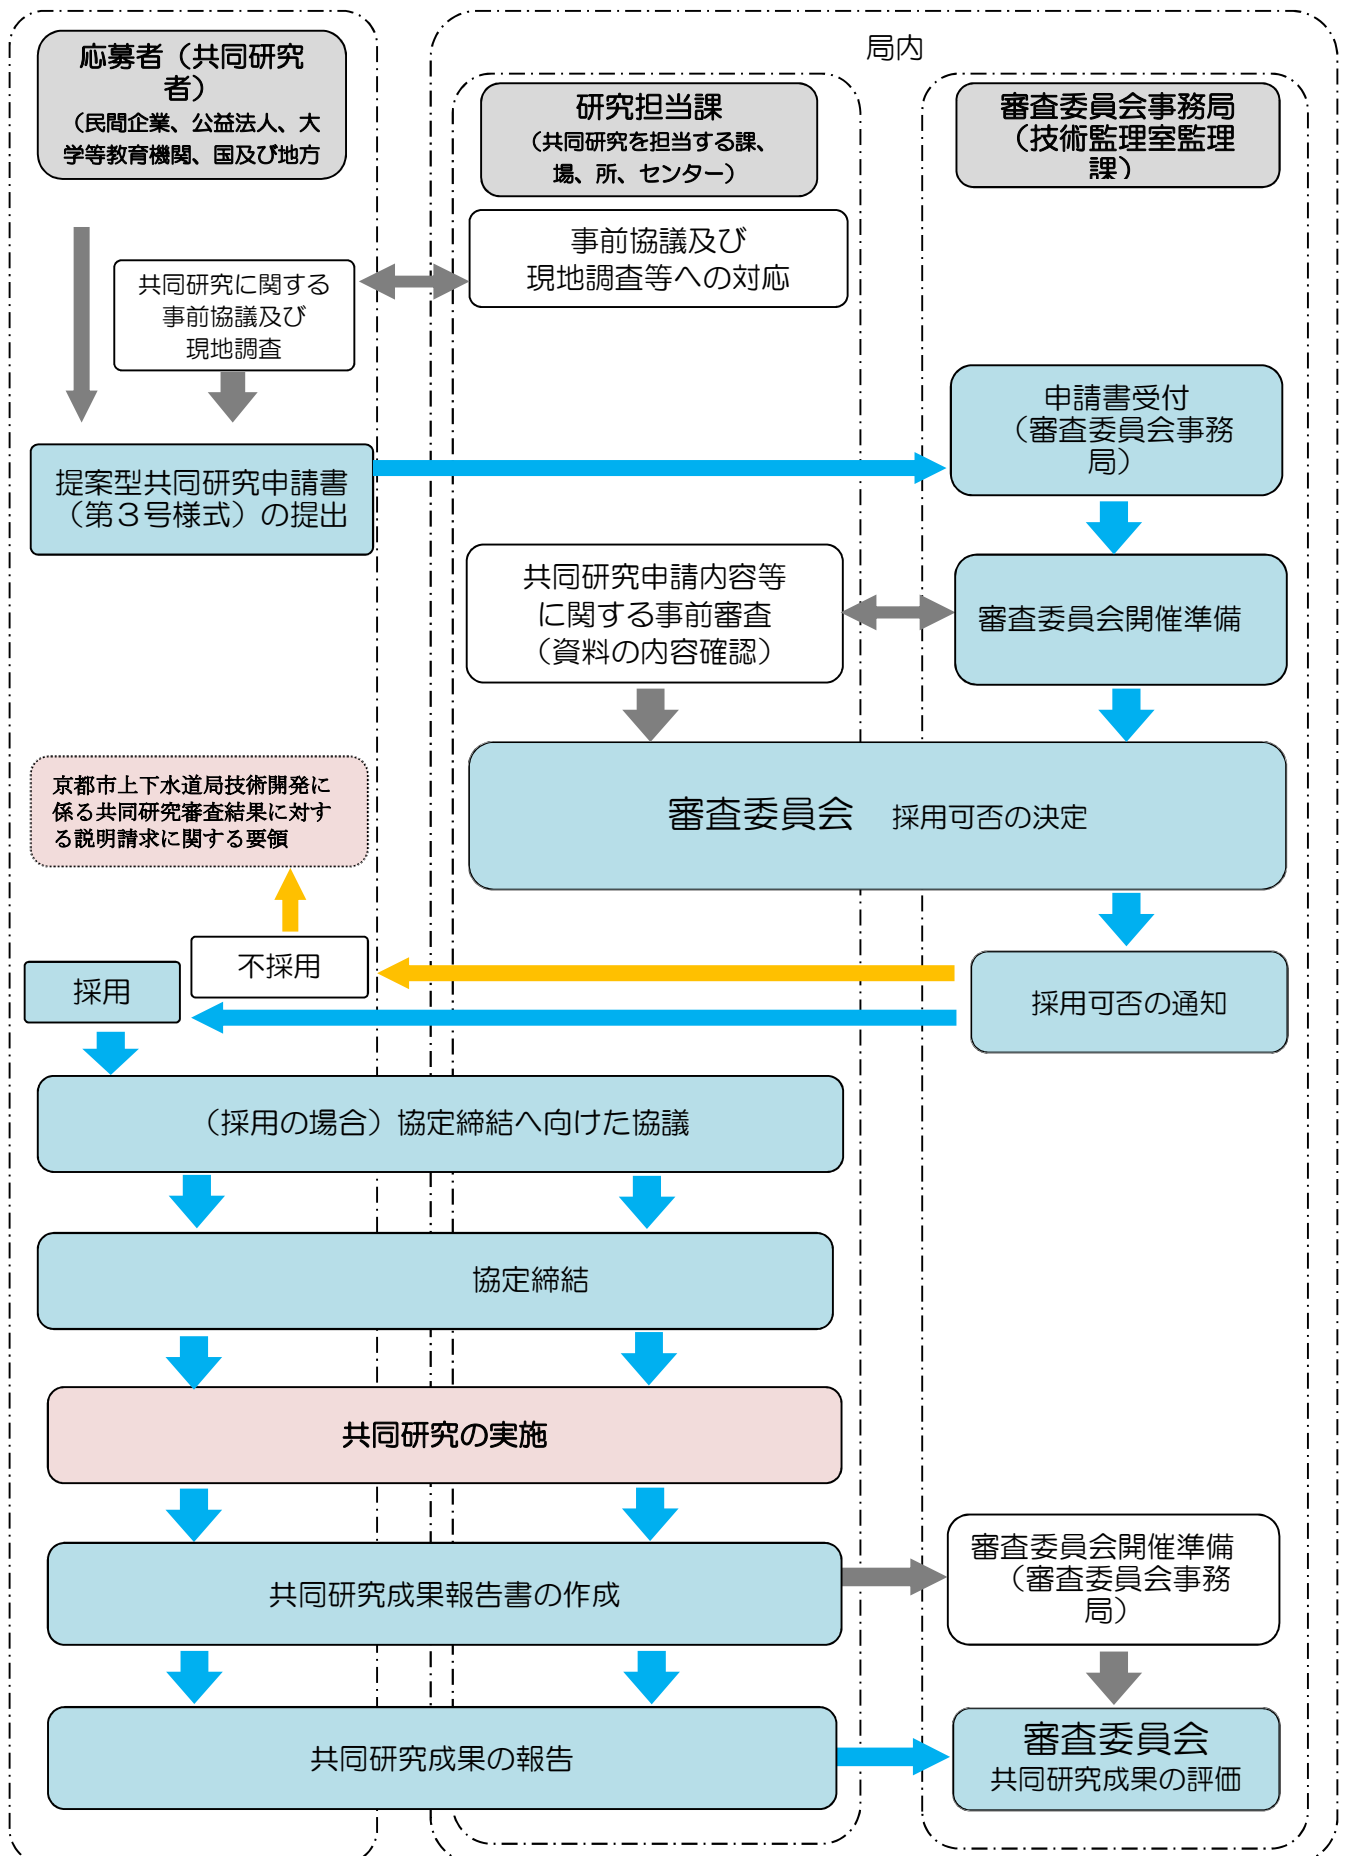 局内
応募者（共同研究
者）
（民間企業、公益法人、大
学等教育機関、国及び地方
研究担当課
（共同研究を担当する課、
場、所、センター）
審査委員会事務局
（技術監理室監理
課）
事前協議及び
現地調査等への対応
共同研究に関する
事前協議及び
現地調査
申請書受付
（審査委員会事務
局）
提案型共同研究申請書
（第３号様式）の提出
共同研究申請内容等
に関する事前審査
（資料の内容確認）
審査委員会開催準備
京都市上下水道局技術開発に
係る共同研究審査結果に対す
る説明請求に関する要領
審査委員会　採用可否の決定
不採用
採用
採用可否の通知
（採用の場合）協定締結へ向けた協議
協定締結
共同研究の実施
共同研究成果報告書の作成
審査委員会開催準備
（審査委員会事務
局）
共同研究成果の報告
審査委員会
共同研究成果の評価